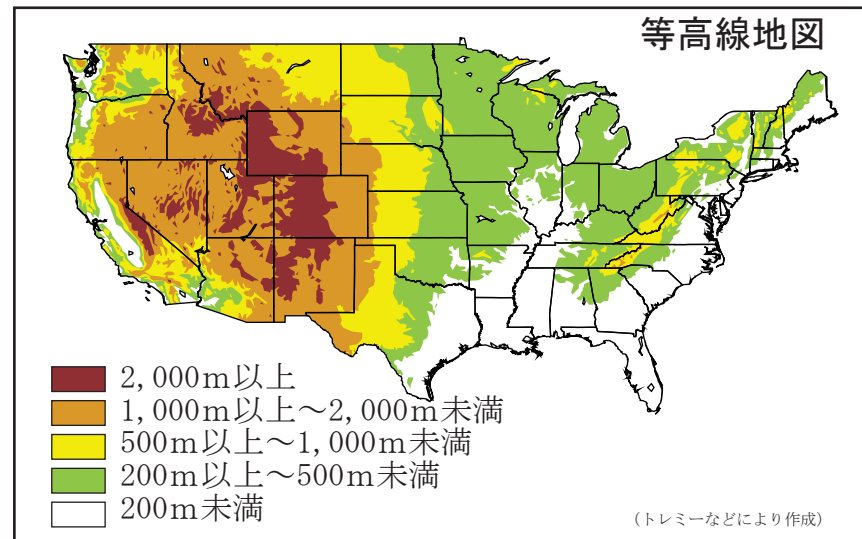 等高線地図
2,000m以上
1,000m以上～2,000m未満
500m以上～1,000m未満
200m以上～500m未満
200m未満
（トレミーなどにより作成）